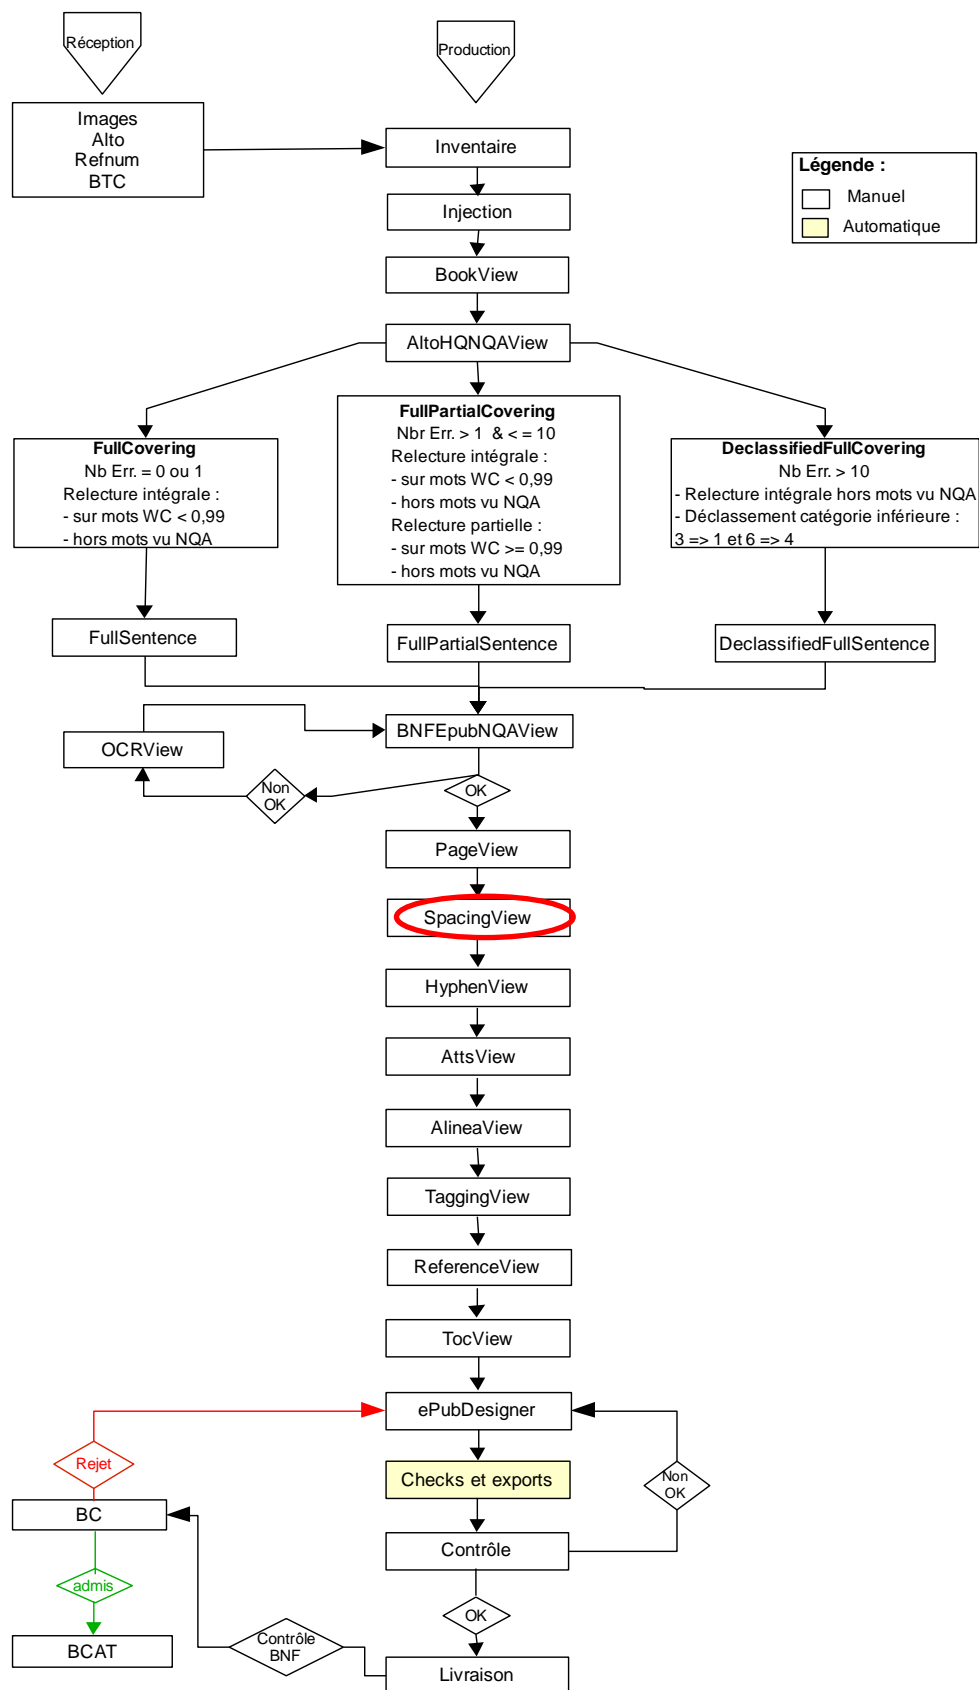 Réception
Production
Images
Alto
Refnum
BTC
Inventaire
Légende :
Manuel
Automatique
Injection
BookView
AltoHQNQAView
FullCovering
Nb Err. = 0 ou 1
Relecture intégrale :
- sur mots WC < 0,99
- hors mots vu NQA
FullPartialCovering
Nbr Err. > 1 & < = 10
Relecture intégrale :
- sur mots WC < 0,99
- hors mots vu NQA
Relecture partielle :
- sur mots WC >= 0,99
- hors mots vu NQA
DeclassifiedFullCovering
Nb Err. > 10
- Relecture intégrale hors mots vu NQA
- Déclassement catégorie inférieure :
3 => 1 et 6 => 4
FullSentence
FullPartialSentence
DeclassifiedFullSentence
BNFEpubNQAView
OCRView
Non
OK
OK
PageView
SpacingView
HyphenView
AttsView
AlineaView
TaggingView
ReferenceView
TocView
ePubDesigner
Rejet
Checks et exports
Non
OK
BC
Contrôle
admis
OK
BCAT
Contrôle
BNF
Livraison